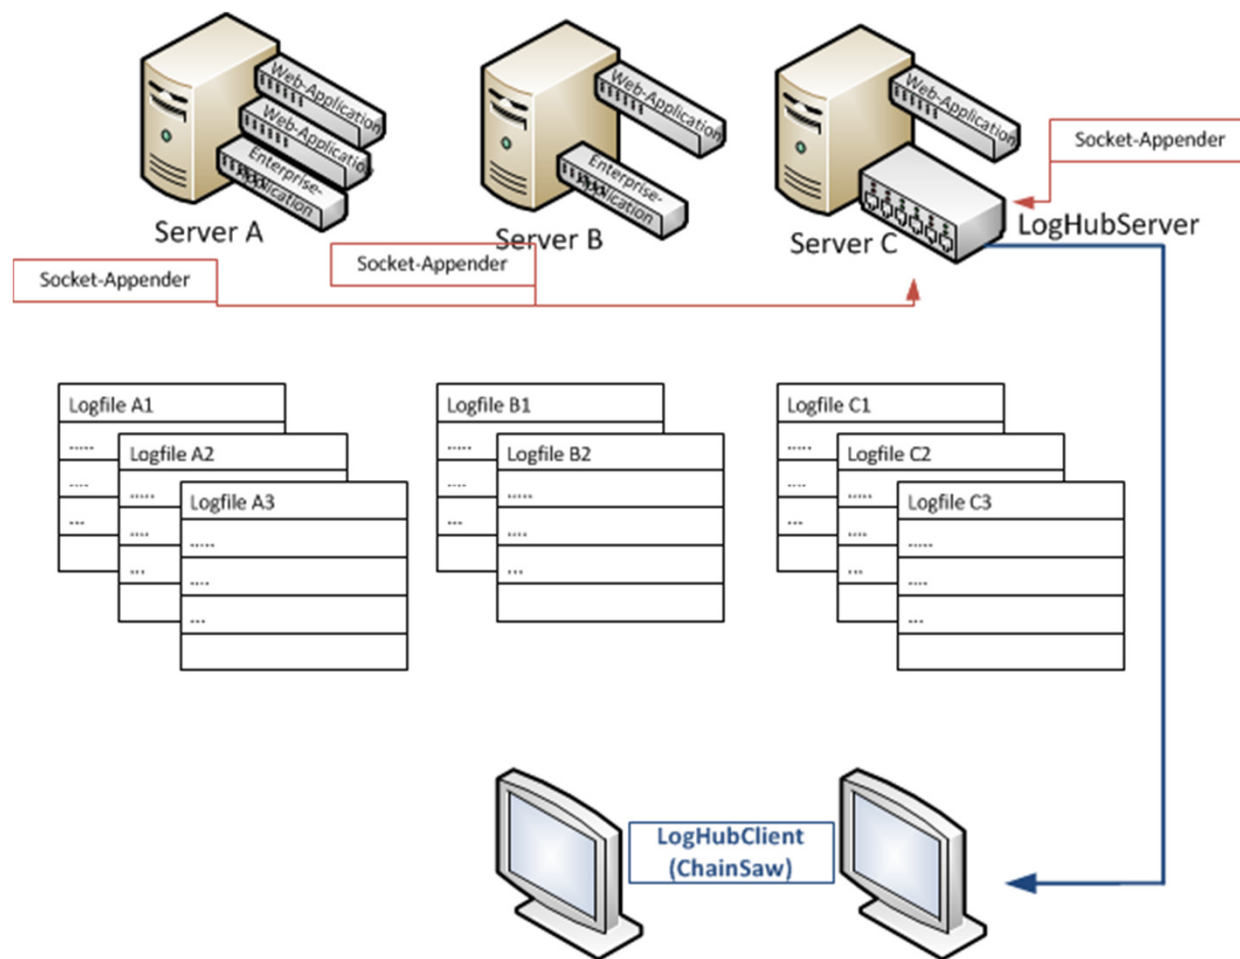 Web-Application
Web-Application
Enterprise-
Application
Server A
Web-Application
Enterprise-
Application
Server B
Web-Application
Server C
LogHubServer
Socket-Appender
Socket-Appender
Socket-Appender
Logfile A1
.....
....
...
Logfile A2
.....
....
...
Logfile A3
.....
....
...
Logfile B1
.....
....
...
Logfile B2
.....
....
...
Logfile C1
.....
....
...
Logfile C2
.....
....
...
Logfile C3
.....
....
...
LogHubClient
(ChainSaw)